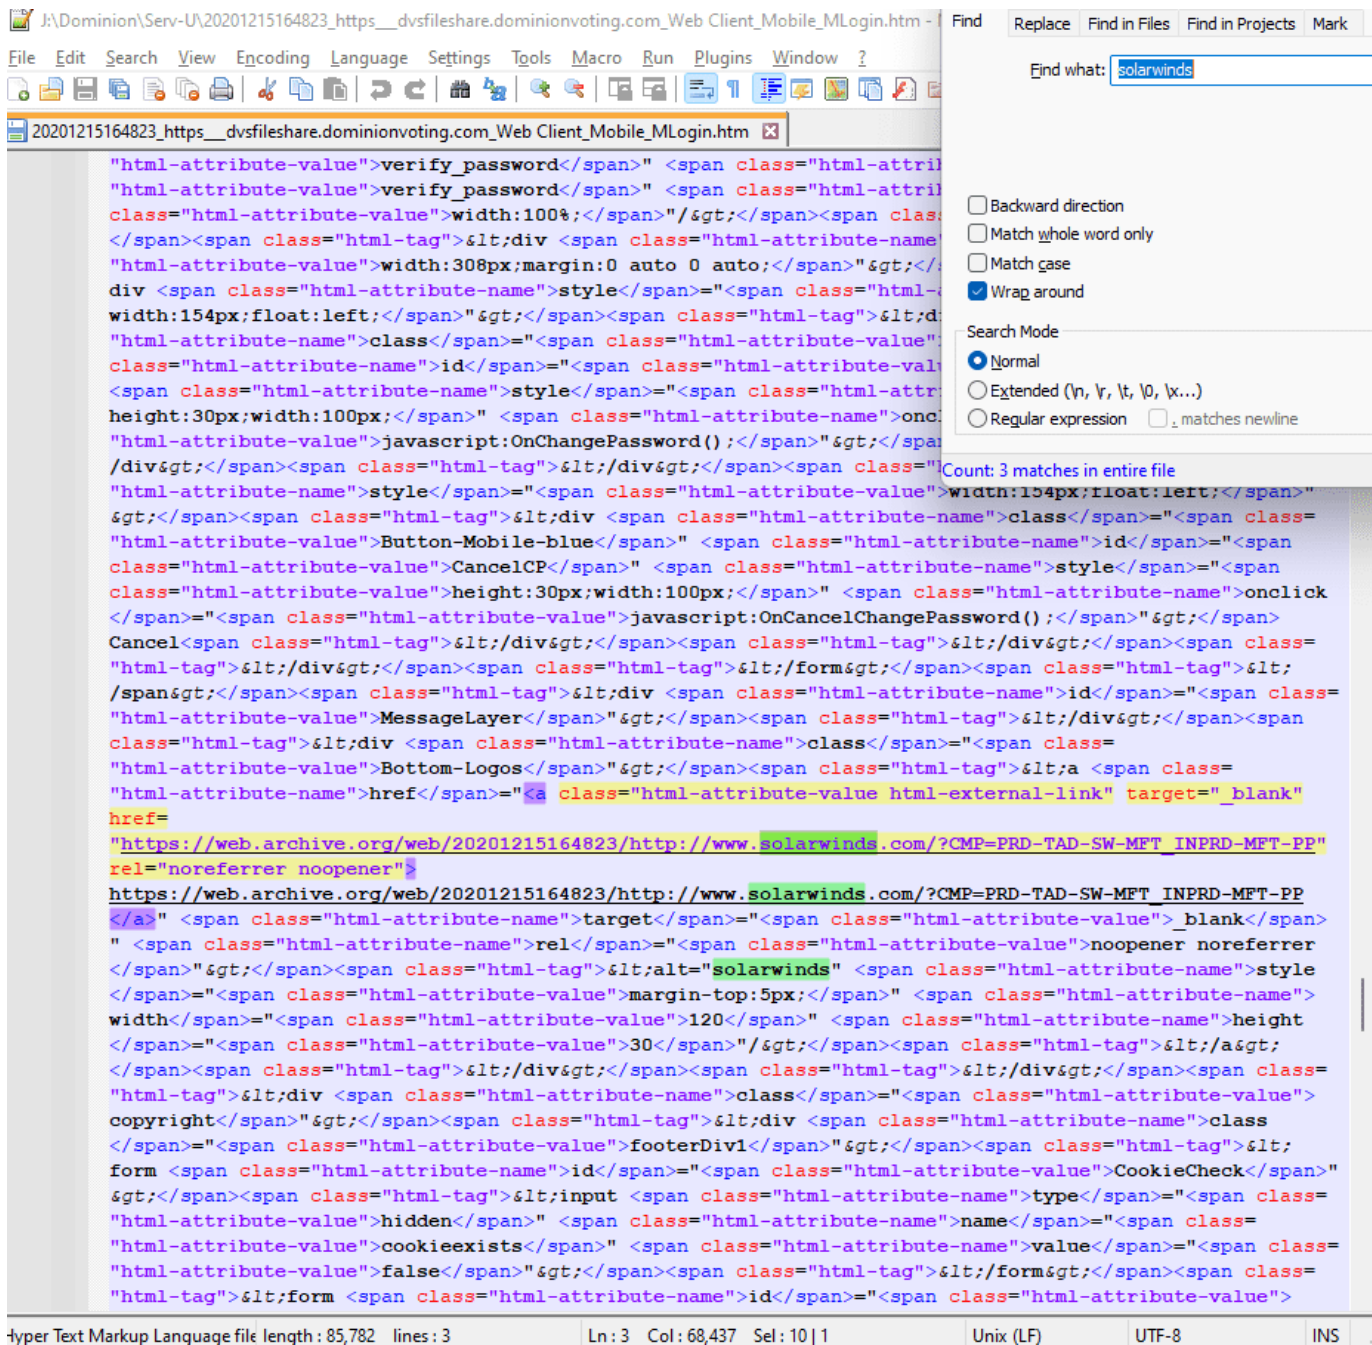 J:\Dominion\Serv-U\20201215164823_https___dvsfileshare.dominionvoting.com_Web Client_Mobile_MLogin.htm -
File Edit Search View Encoding Language Settings Tools Macro Run Plugins Window ?
20201215164823_https___dvsfileshare.dominionvoting.com_Web Client_Mobile_MLogin.htm
Find Replace Find in Files Find in Projects Mark
Find what: solarwinds
Backward direction
Match whole word only
Match case
Wrap around
Search Mode
Normal
Extended (\n, \r, \t, \0, \x...)
Regular expression . matches newline
Count: 3 matches in entire file
"html-attribute-value">verify_password</span>" <span class="html-attrib
"html-attribute-value">verify_password</span>" <span class="html-attrib
class="html-attribute-value">width:100%;</span>"/&gt;</span><span clas
</span><span class="html-tag">&lt;div <span class="html-attribute-name"
"html-attribute-value">width:308px;margin:0 auto 0 auto;</span>"&gt;</
div <span class="html-attribute-name">style</span>="<span class="html-
width:154px;float:left;</span>"&gt;</span><span class="html-tag">&lt;d
"html-attribute-name">class</span>="<span class="html-attribute-value"
class="html-attribute-name">id</span>="<span class="html-attribute-val
<span class="html-attribute-name">style</span>="<span class="html-attr
height:30px;width:100px;</span>" <span class="html-attribute-name">onc
"html-attribute-value">javascript:OnChangePassword();</span>"&gt;</spa
/div&gt;</span><span class="html-tag">&lt;/div&gt;</span><span class="
"html-attribute-name">style</span>="<span class="html-attribute-value">width:154px;float:left;</span>"
&gt;</span><span class="html-tag">&lt;div <span class="html-attribute-name">class</span>="<span class=
"html-attribute-value">Button-Mobile-blue</span>" <span class="html-attribute-name">id</span>="<span
class="html-attribute-value">CancelCP</span>" <span class="html-attribute-name">style</span>="<span
class="html-attribute-value">height:30px;width:100px;</span>" <span class="html-attribute-name">onclick
</span>="<span class="html-attribute-value">javascript:OnCancelChangePassword();</span>"&gt;</span>
Cancel<span class="html-tag">&lt;/div&gt;</span><span class="html-tag">&lt;/div&gt;</span><span class=
"html-tag">&lt;/div&gt;</span><span class="html-tag">&lt;/form&gt;</span><span class="html-tag">&lt;
/span&gt;</span><span class="html-tag">&lt;div <span class="html-attribute-name">id</span>="<span class=
"html-attribute-value">MessageLayer</span>"&gt;</span><span class="html-tag">&lt;/div&gt;</span><span
class="html-tag">&lt;div <span class="html-attribute-name">class</span>="<span class=
"html-attribute-value">Bottom-Logos</span>"&gt;</span><span class="html-tag">&lt;a <span class=
"html-attribute-name">href</span>="<a class="html-attribute-value html-external-link" target="_blank"
href=
"https://web.archive.org/web/20201215164823/http://www.solarwinds.com/?CMP=PRD-TAD-SW-MFT_INPRD-MFT-PP"
rel="noreferrer noopener">
https://web.archive.org/web/20201215164823/http://www.solarwinds.com/?CMP=PRD-TAD-SW-MFT_INPRD-MFT-PP
</a>" <span class="html-attribute-name">target</span>="<span class="html-attribute-value">_blank</span>
" <span class="html-attribute-name">rel</span>="<span class="html-attribute-value">noopener noreferrer
</span>"&gt;</span><span class="html-tag">&lt;alt="solarwinds" <span class="html-attribute-name">style
</span>="<span class="html-attribute-value">margin-top:5px;</span>" <span class="html-attribute-name">
width</span>="<span class="html-attribute-value">120</span>" <span class="html-attribute-name">height
</span>="<span class="html-attribute-value">30</span>"/&gt;</span><span class="html-tag">&lt;/a&gt;
</span><span class="html-tag">&lt;/div&gt;</span><span class="html-tag">&lt;/div&gt;</span><span class=
"html-tag">&lt;div <span class="html-attribute-name">class</span>="<span class="html-attribute-value">
copyright</span>"&gt;</span><span class="html-tag">&lt;div <span class="html-attribute-name">class
</span>="<span class="html-attribute-value">footerDiv1</span>"&gt;</span><span class="html-tag">&lt;
form <span class="html-attribute-name">id</span>="<span class="html-attribute-value">CookieCheck</span>"
&gt;</span><span class="html-tag">&lt;input <span class="html-attribute-name">type</span>="<span class=
"html-attribute-value">hidden</span>" <span class="html-attribute-name">name</span>="<span class=
"html-attribute-value">cookieexists</span>" <span class="html-attribute-name">value</span>="<span class=
"html-attribute-value">false</span>"&gt;</span><span class="html-tag">&lt;/form&gt;</span><span class=
"html-tag">&lt;form <span class="html-attribute-name">id</span>="<span class="html-attribute-value">
Hyper Text Markup Language file length : 85,782 lines : 3 Ln : 3 Col : 68,437 Sel : 10 | 1 Unix (LF) UTF-8 INS